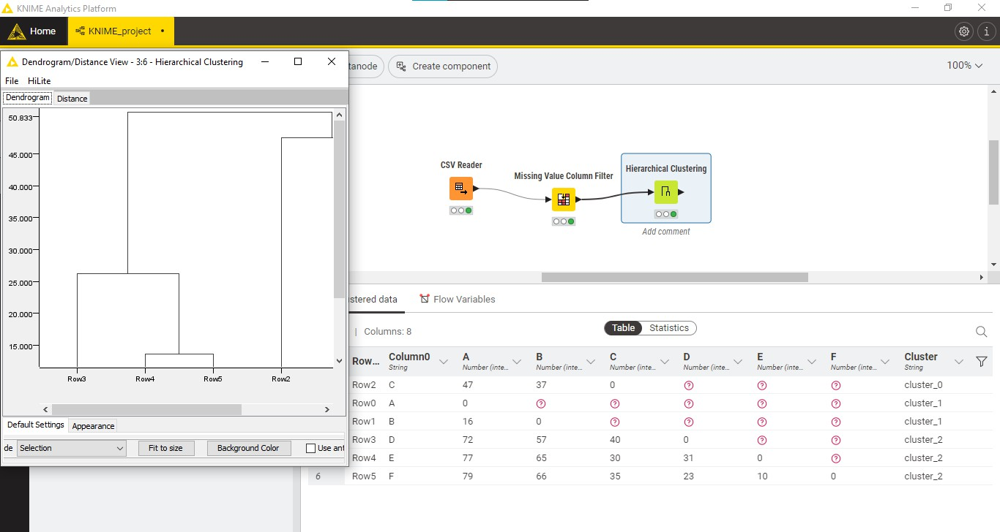 KNIME Analytics Platform
Home
KNIME_project
Dendrogram/Distance View - 3:6 - Hierarchical Clustering
File HiLite
Dendrogram Distance
50.833
45.000
40.000
35.000
30.000
25.000
20.000
15.000
Row3 Row4 Row5 Row2
Default Settings Appearance
de Selection Fit to size Background Color Use ant
tanode Create component 100%
CSV Reader
Missing Value Column Filter
Hierarchical Clustering
Add comment
stered data Flow Variables
| Columns: 8 Table Statistics
Row... Column0 A B C D E F Cluster
String Number (inte... Number (inte... Number (inte... Number (inte... Number (inte... Number (inte... String
Row2 C 47 37 0 ? ? ? cluster_0
Row0 A 0 ? ? ? ? ? cluster_1
Row1 B 16 0 ? ? ? ? cluster_1
Row3 D 72 57 40 0 ? ? cluster_2
Row4 E 77 65 30 31 0 ? cluster_2
6 Row5 F 79 66 35 23 10 0 cluster_2